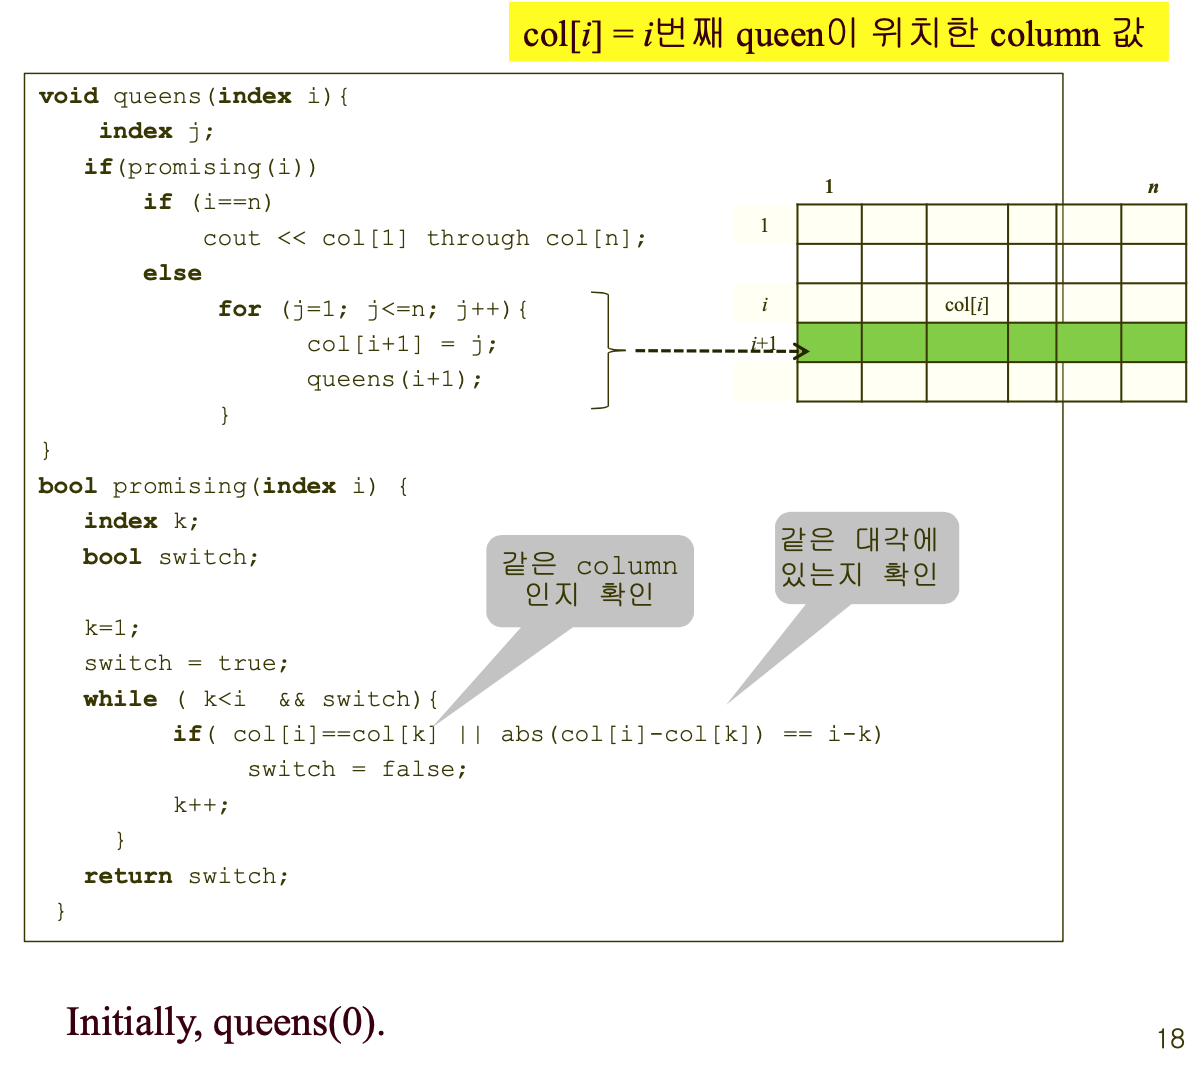 col[i] = i번째 queen이 위치한 column 값
void queens(index i){
index j;
if(promising(i))
if (i==n)
cout << col[1] through col[n];
else
for (j=1; j<=n; j++){
col[i+1] = j;
queens(i+1);
}
}
1 n
1
i col[i]
i+1
bool promising(index i) {
index k;
bool switch;
같은 column
인지 확인
같은 대각에
있는지 확인
k=1;
switch = true;
while ( k<i && switch){
if( col[i]==col[k] || abs(col[i]-col[k]) == i-k)
switch = false;
k++;
}
return switch;
}
Initially, queens(0).
18